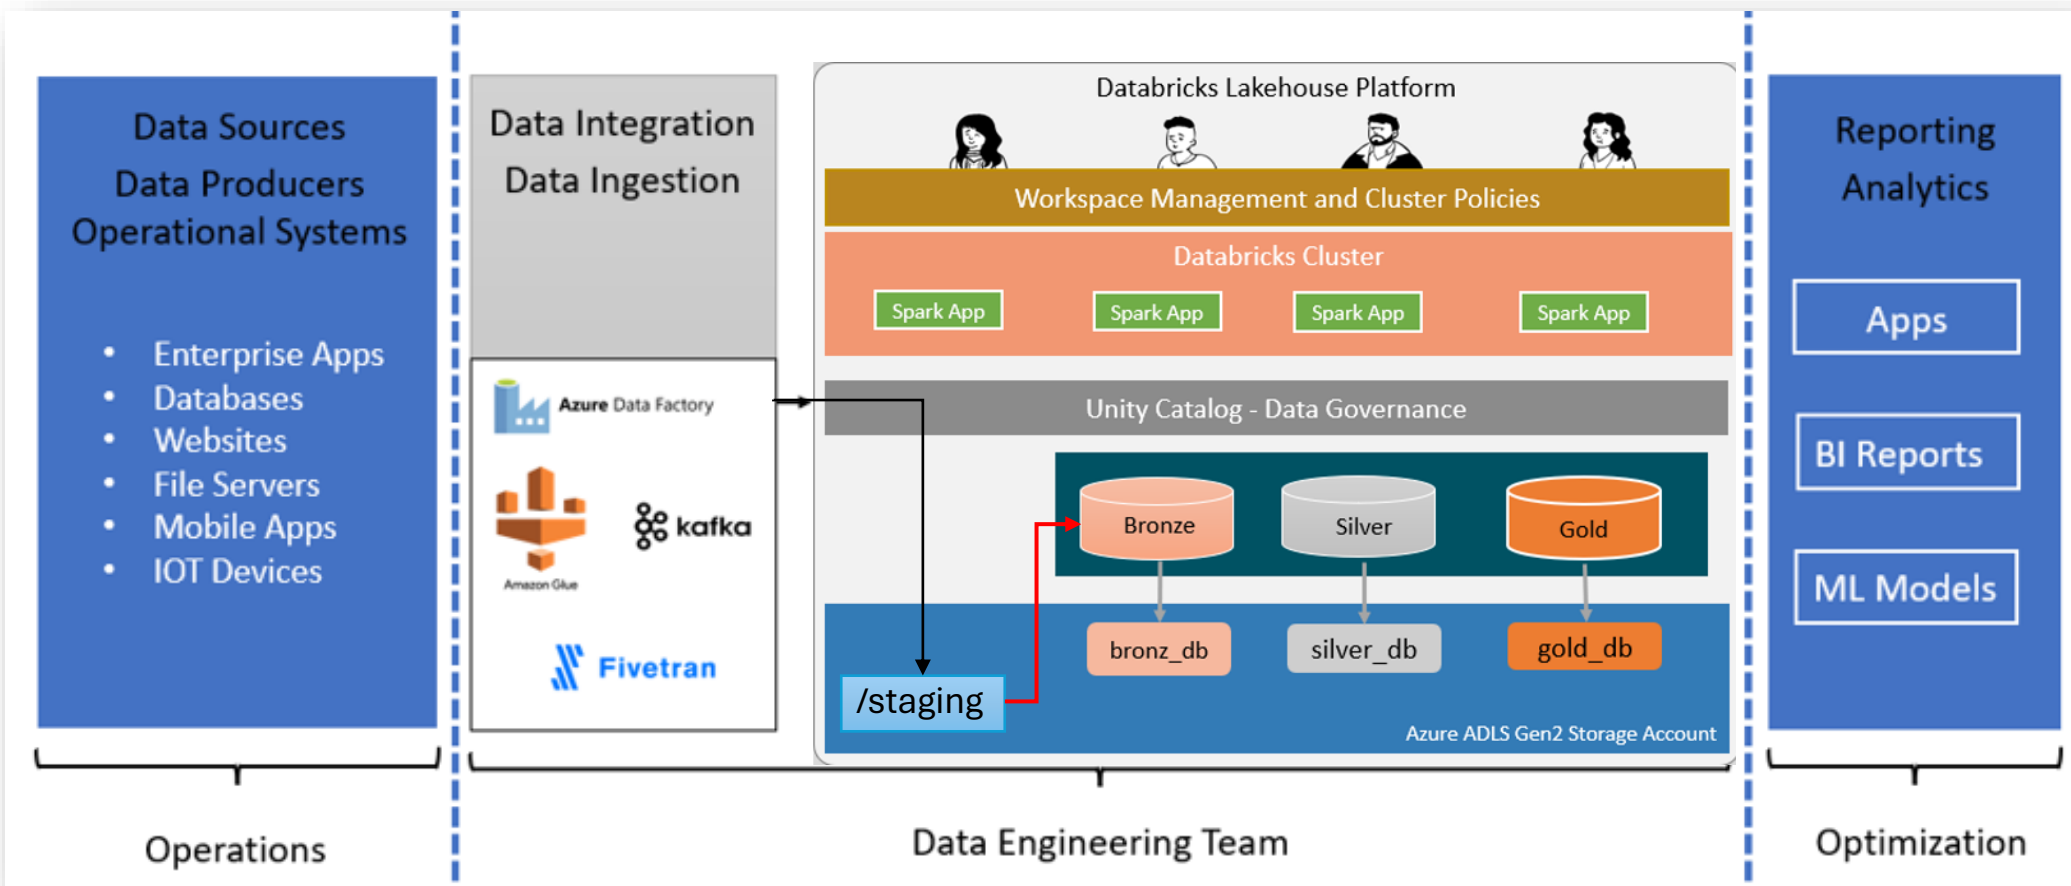 Data Sources
Data Producers
Operational Systems
• Enterprise Apps
• Databases
• Websites
• File Servers
• Mobile Apps
• IOT Devices
Operations
Data Integration
Data Ingestion
Azure Data Factory
Amazon Glue
kafka
Fivetran
Databricks Lakehouse Platform
Workspace Management and Cluster Policies
Databricks Cluster
Spark App
Spark App
Spark App
Spark App
Unity Catalog - Data Governance
Bronze
Silver
Gold
bronz_db
silver_db
gold_db
/staging
Azure ADLS Gen2 Storage Account
Data Engineering Team
Reporting
Analytics
Apps
BI Reports
ML Models
Optimization